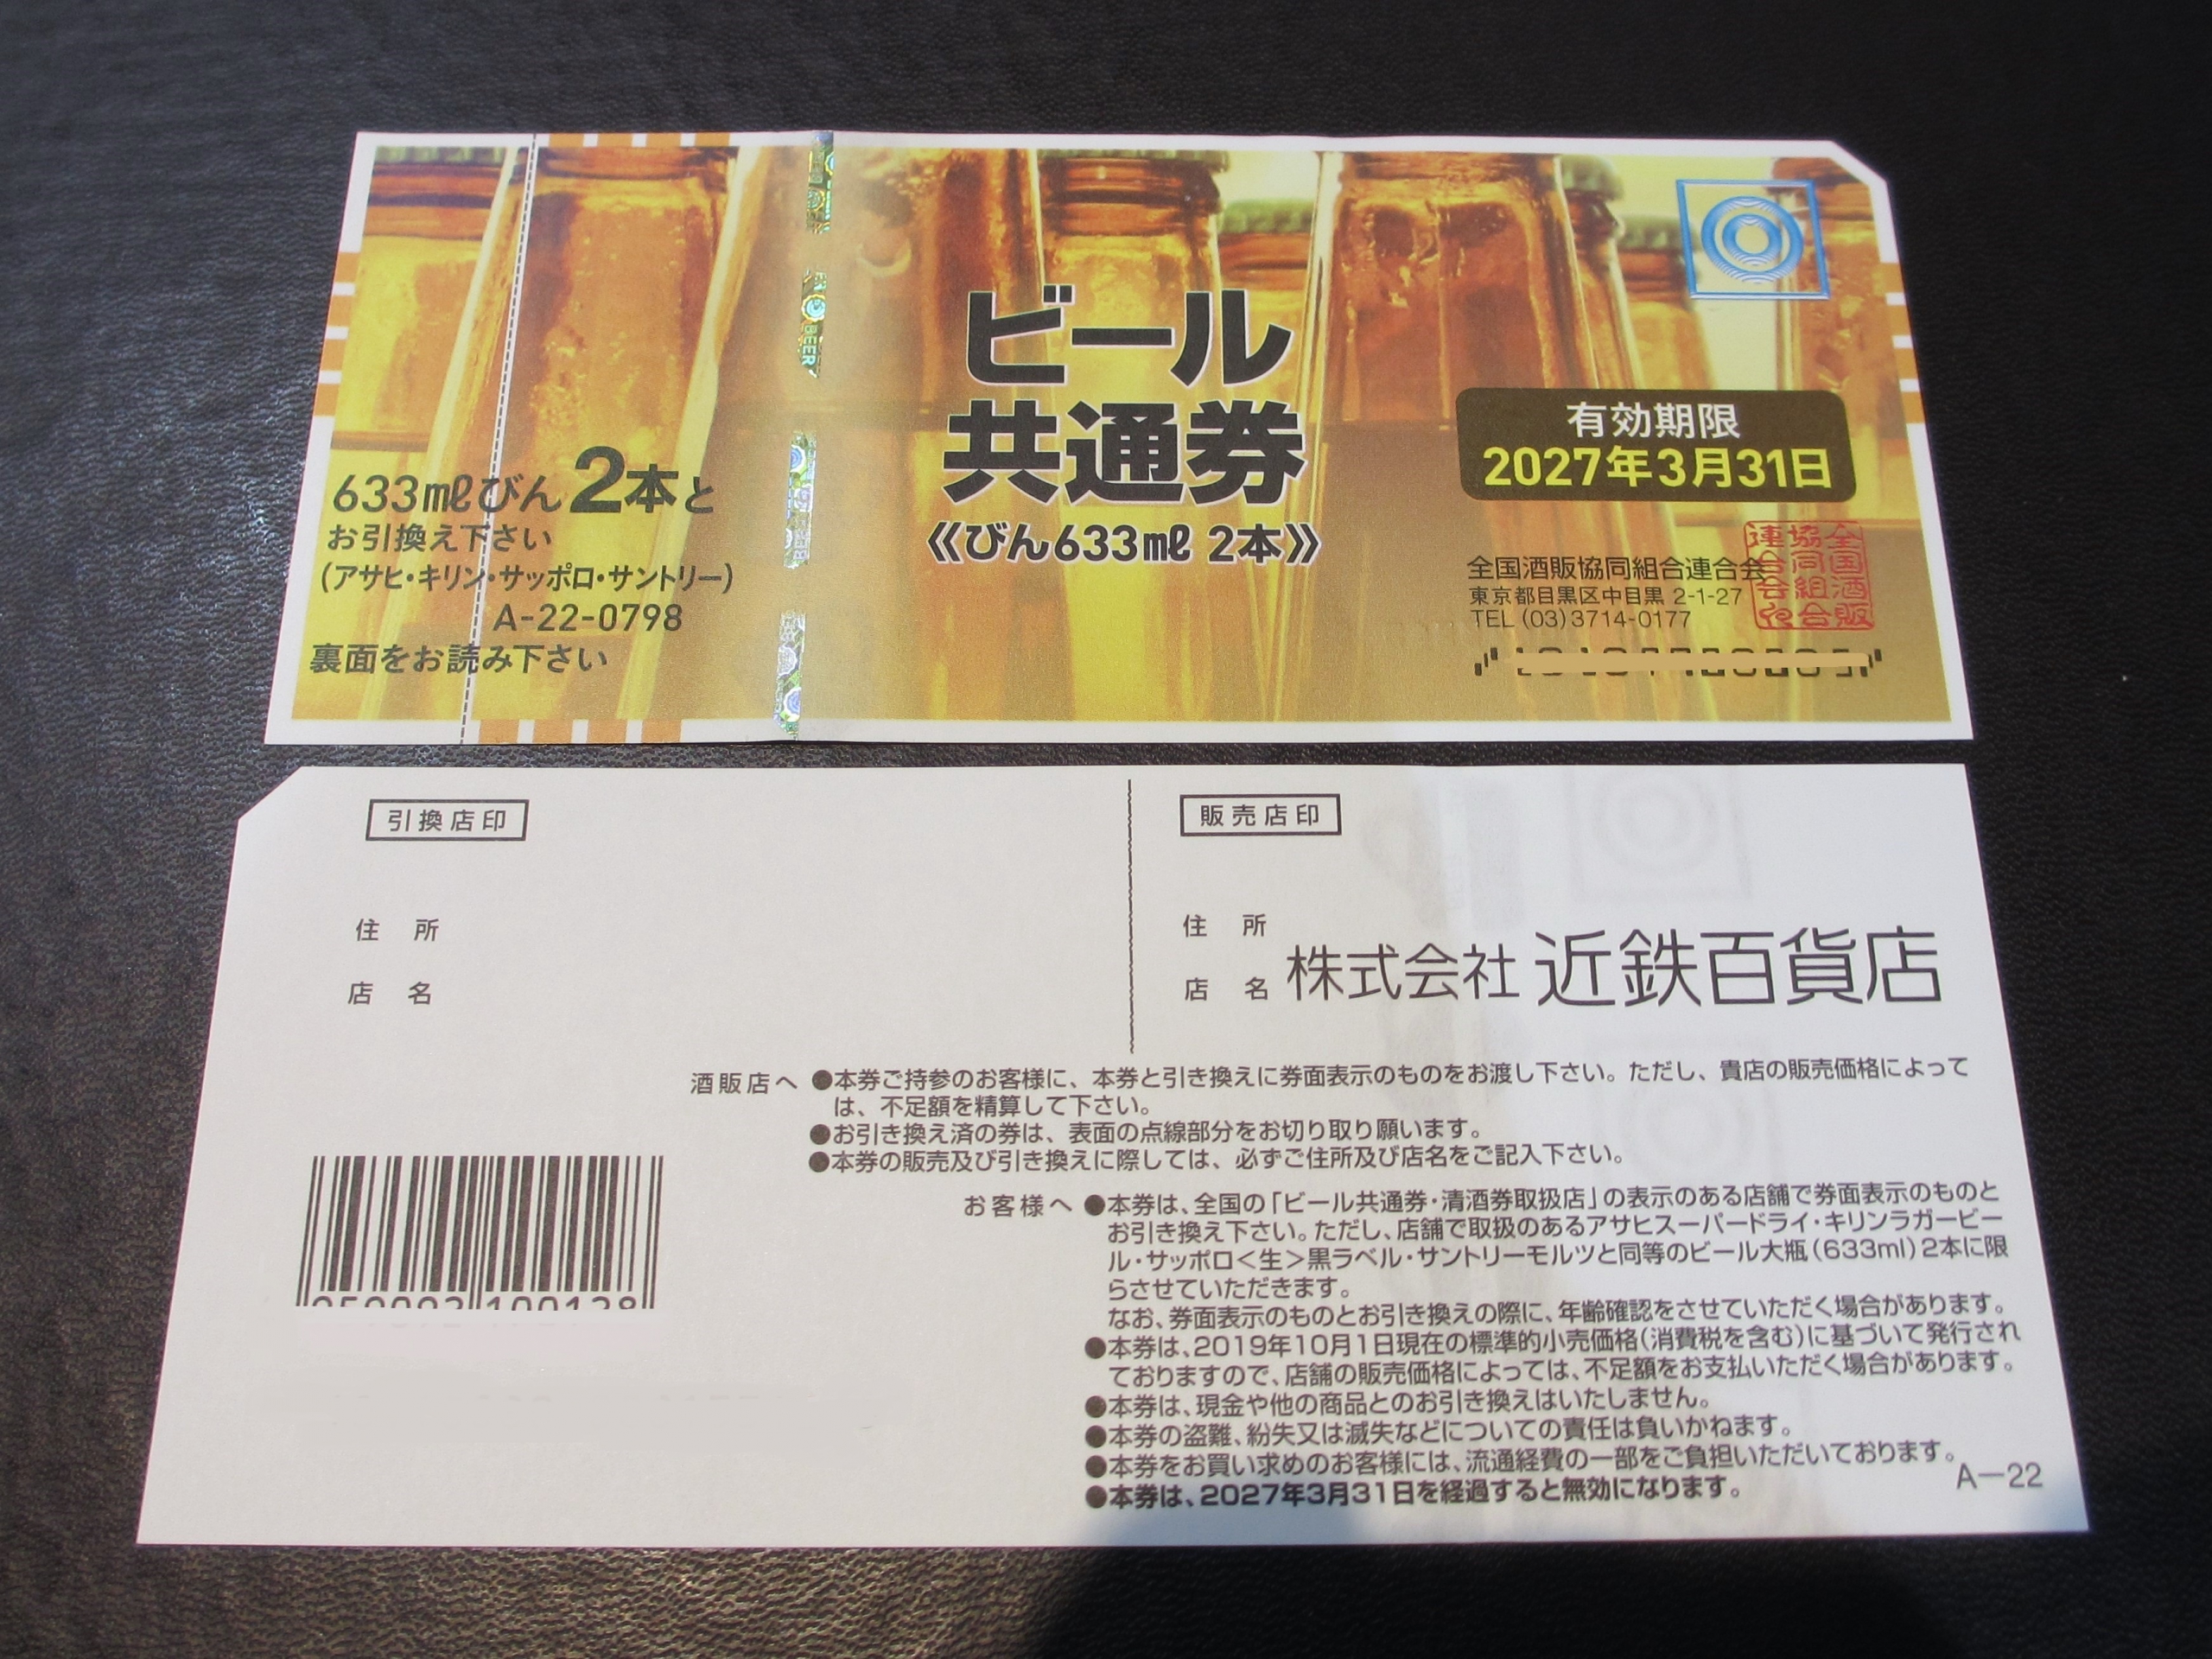 ビール
共通券
《びん633㎖ 2本》
633㎖びん2本と
お引換え下さい
(アサヒ・キリン・サッポロ・サントリー)
A-22-0798
裏面をお読み下さい
BEER
有効期限
2027年3月31日
全国酒販協同組合連合会
東京都目黒区中目黒 2-1-27
TEL (03)3714-0177
全国酒販
協同組合
連合会
引換店印
住 所
店 名
販売店印
住 所
店 名 株式会社 近鉄百貨店
酒販店へ ●本券ご持参のお客様に、本券と引き換えに券面表示のものをお渡し下さい。ただし、貴店の販売価格によって
は、不足額を精算して下さい。
●お引き換え済の券は、表面の点線部分をお切り取り願います。
●本券の販売及び引き換えに際しては、必ずご住所及び店名をご記入下さい。
お客様へ ●本券は、全国の「ビール共通券・清酒券取扱店」の表示のある店舗で券面表示のものと
お引き換え下さい。ただし、店舗で取扱のあるアサヒスーパードライ・キリンラガービー
ル・サッポロ<生>黒ラベル・サントリーモルツと同等のビール大瓶(633ml)2本に限
らさせていただきます。
なお、券面表示のものとお引き換えの際に、年齢確認をさせていただく場合があります。
●本券は、2019年10月1日現在の標準的小売価格(消費税を含む)に基づいて発行され
ておりますので、店舗の販売価格によっては、不足額をお支払いただく場合があります。
●本券は、現金や他の商品とのお引き換えはいたしません。
●本券の盗難、紛失又は滅失などについての責任は負いかねます。
●本券をお買い求めのお客様には、流通経費の一部をご負担いただいております。
●本券は、2027年3月31日を経過すると無効になります。
A—22